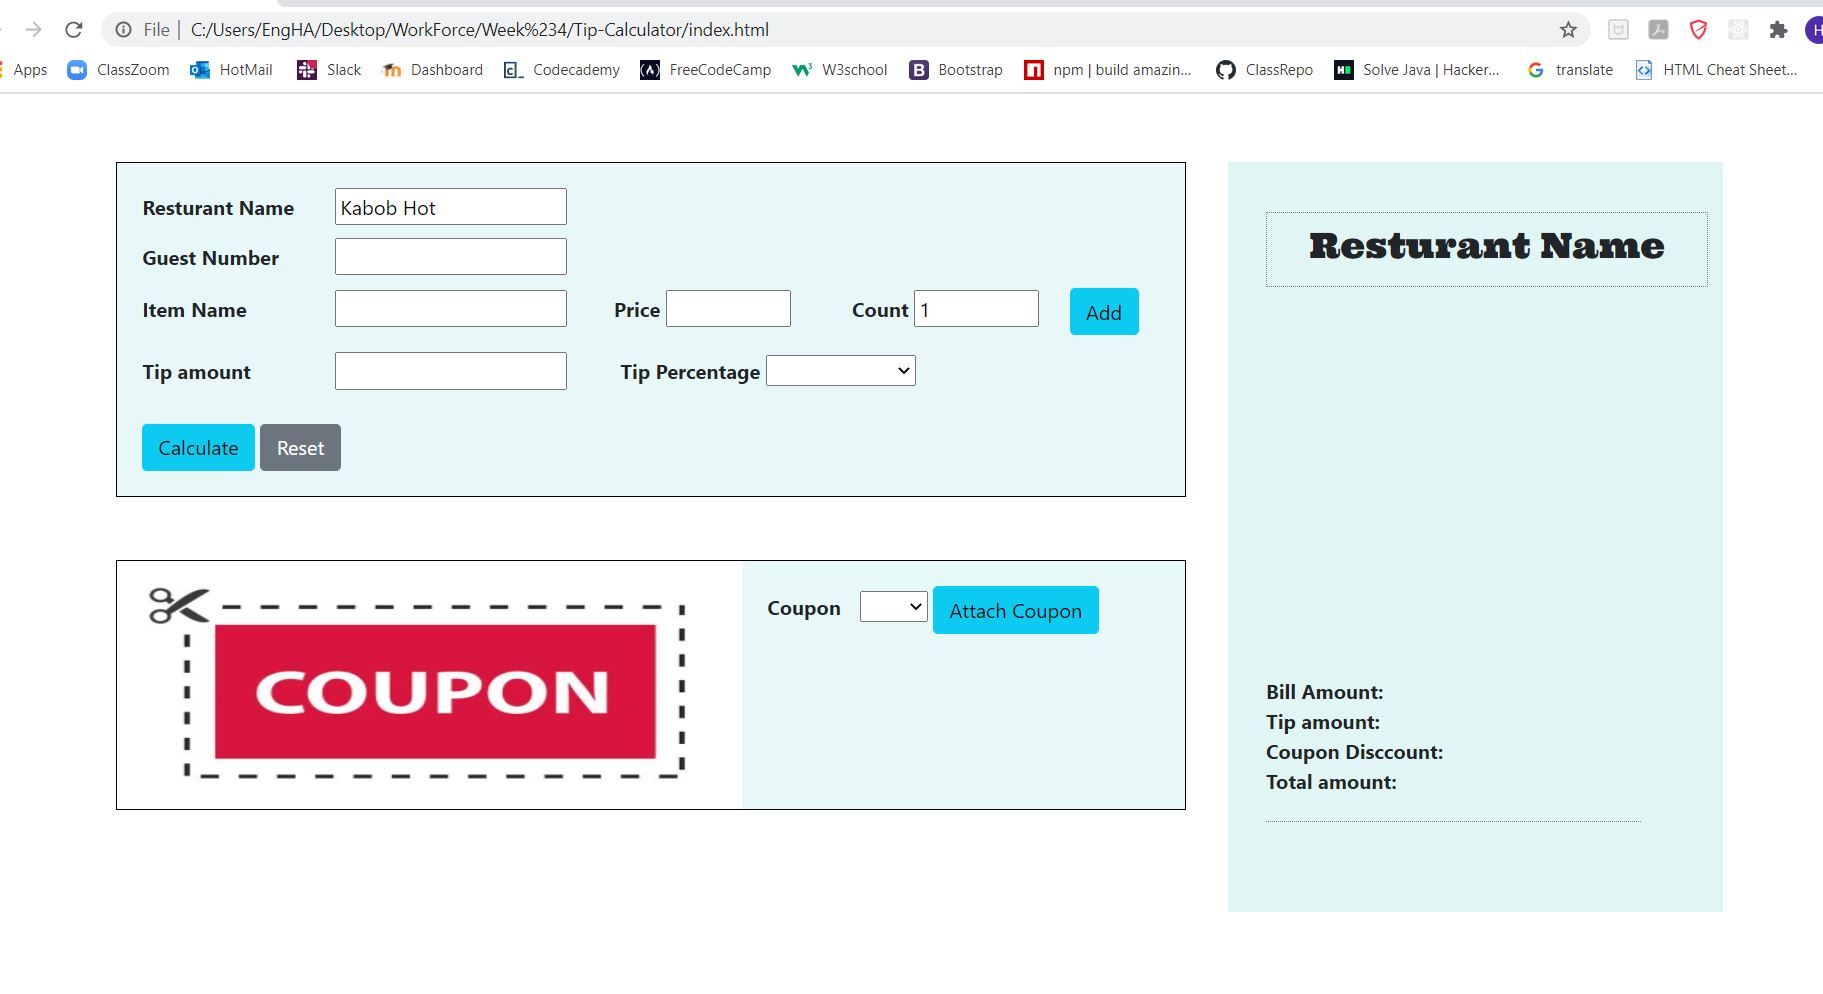 File | C:/Users/EngHA/Desktop/WorkForce/Week%234/Tip-Calculator/index.html
Apps ClassZoom HotMail Slack Dashboard Codecademy FreeCodeCamp W3school Bootstrap npm | build amazin... ClassRepo Solve Java | Hacker... translate HTML Cheat Sheet...
Resturant Name Kabob Hot
Guest Number
Item Name Price Count 1 Add
Tip amount Tip Percentage
Calculate Reset
COUPON
Coupon Attach Coupon
Resturant Name
Bill Amount:
Tip amount:
Coupon Disccount:
Total amount: